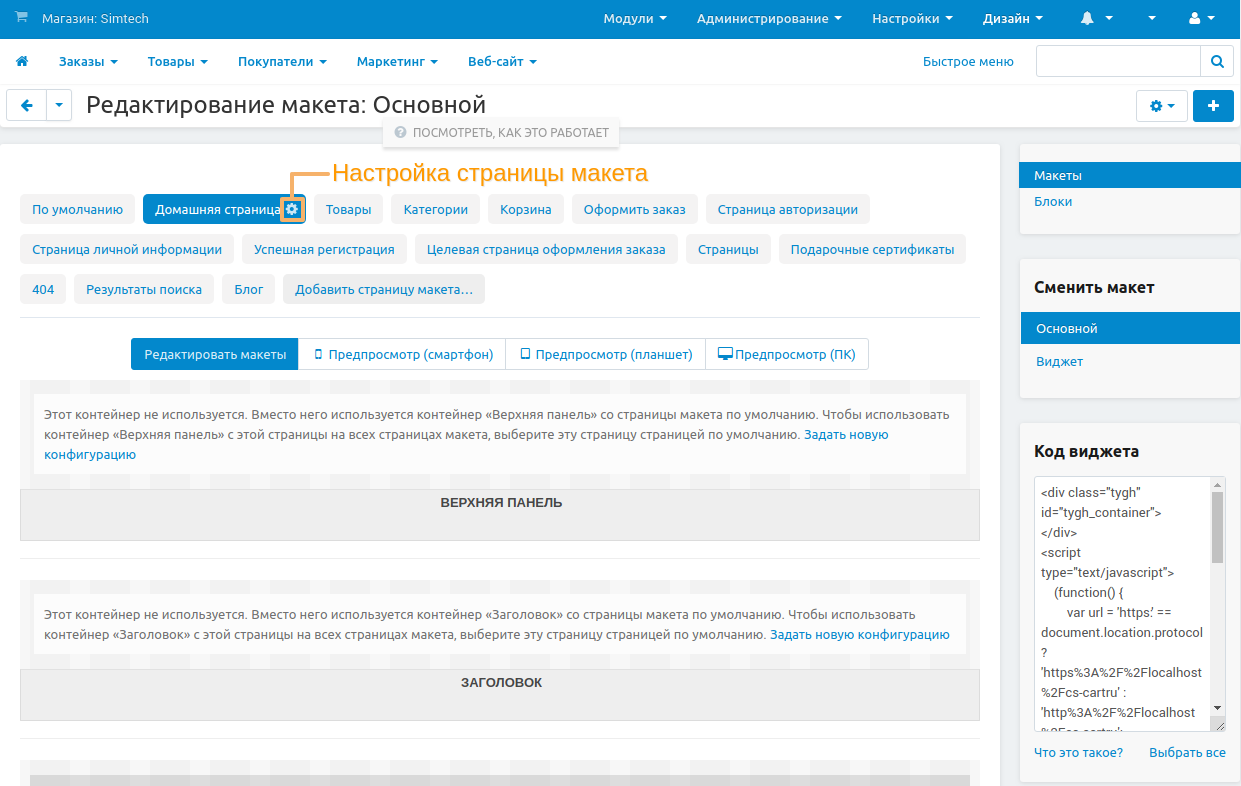 Магазин: Simtech
Модули Администрирование Настройки Дизайн
Заказы Товары Покупатели Маркетинг Веб-сайт Быстрое меню
Редактирование макета: Основной
ПОСМОТРЕТЬ, КАК ЭТО РАБОТАЕТ
Настройка страницы макета
По умолчанию Домашняя страница Товары Категории Корзина Оформить заказ Страница авторизации
Страница личной информации Успешная регистрация Целевая страница оформления заказа Страницы Подарочные сертификаты
404 Результаты поиска Блог Добавить страницу макета…
Редактировать макеты Предпросмотр (смартфон) Предпросмотр (планшет) Предпросмотр (ПК)
Этот контейнер не используется. Вместо него используется контейнер «Верхняя панель» со страницы макета по умолчанию. Чтобы использовать
контейнер «Верхняя панель» с этой страницы на всех страницах макета, выберите эту страницу страницей по умолчанию. Задать новую
конфигурацию
ВЕРХНЯЯ ПАНЕЛЬ
Этот контейнер не используется. Вместо него используется контейнер «Заголовок» со страницы макета по умолчанию. Чтобы использовать
контейнер «Заголовок» с этой страницы на всех страницах макета, выберите эту страницу страницей по умолчанию. Задать новую конфигурацию
ЗАГОЛОВОК
Макеты
Блоки
Сменить макет
Основной
Виджет
Код виджета
<div class="tygh"
id="tygh_container">
</div>
<script
type="text/javascript">
(function() {
var url = 'https:' ==
document.location.protocol
?
'https%3A%2F%2Flocalhost
%2Fcs-cartru' :
'http%3A%2F%2Flocalhost
%2Fcs-cartru';
Что это такое? Выбрать все